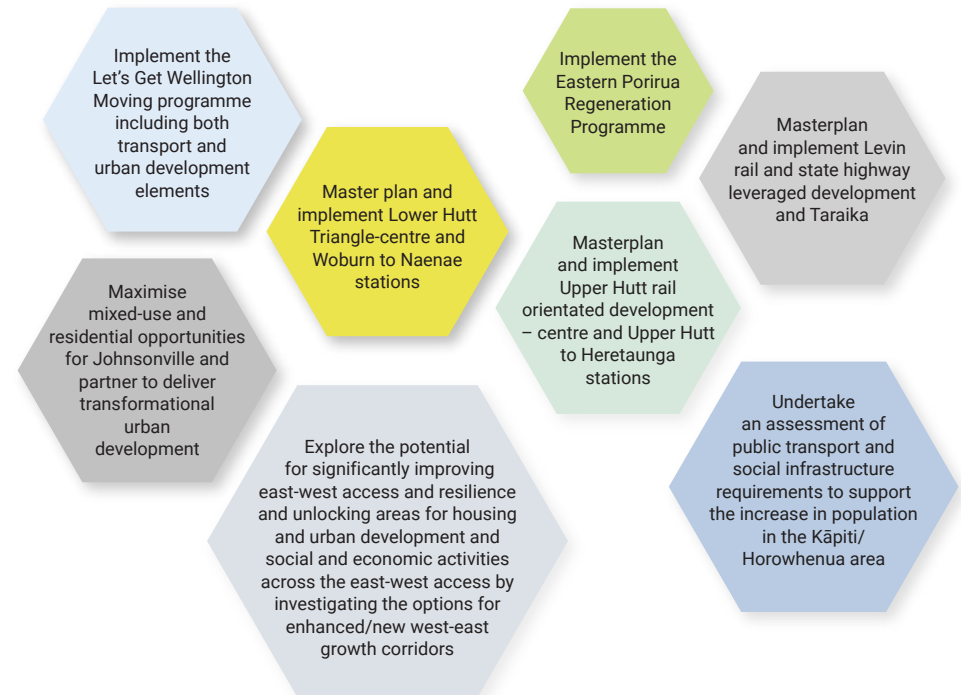 Implement the
Let's Get Wellington
Moving programme
including both
transport and
urban development
elements
Implement the
Eastern Porirua
Regeneration
Programme
Masterplan
and implement Levin
rail and state highway
leveraged development
and Taraika
Master plan and
implement Lower Hutt
Triangle-centre and
Woburn to Naenae
stations
Masterplan
and implement
Upper Hutt rail
orientated development
– centre and Upper Hutt
to Heretaunga
stations
Maximise
mixed-use and
residential opportunities
for Johnsonville and
partner to deliver
transformational
urban
development
Explore the potential
for significantly improving
east-west access and resilience
and unlocking areas for housing
and urban development and
social and economic activities
across the east-west access by
investigating the options for
enhanced/new west-east
growth corridors
Undertake
an assessment of
public transport and
social infrastructure
requirements to support
the increase in population
in the Kāpiti/
Horowhenua area